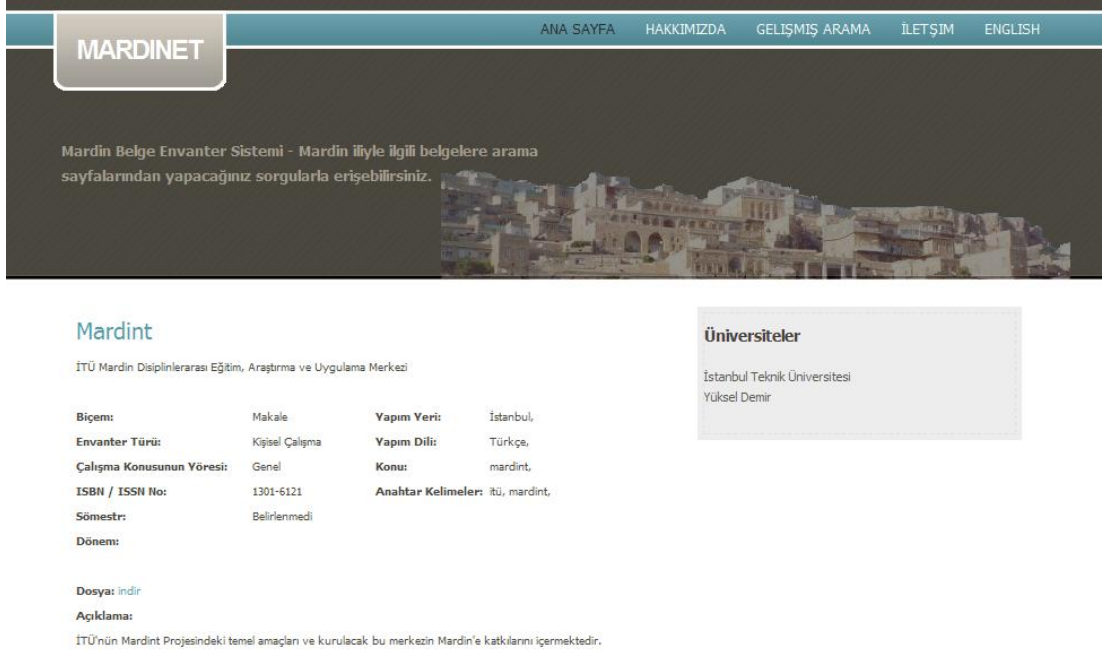 ANA SAYFA HAKKIMIZDA GELIŞMIŞ ARAMA İLETŞIM ENGLISH
MARDINET
Mardin Belge Envanter Sistemi - Mardin iliyle ilgili belgelere arama
sayfalarından yapacağınız sorgularla erişebilirsiniz.
Mardint
İTÜ Mardin Disiplinlerarası Eğitim, Araştırma ve Uygulama Merkezi
Biçem: Makale Yapım Yeri: İstanbul,
Envanter Türü: Kişisel Çalışma Yapım Dili: Türkçe,
Çalışma Konusunun Yöresi: Genel Konu: mardint,
ISBN / ISSN No: 1301-6121 Anahtar Kelimeler: itü, mardint,
Sömestr: Belirlenmedi
Dönem:
Dosya: indir
Açıklama:
İTÜ'nün Mardint Projesindeki temel amaçları ve kurulacak bu merkezin Mardin'e katkılarını içermektedir.
Üniversiteler
İstanbul Teknik Üniversitesi
Yüksel Demir